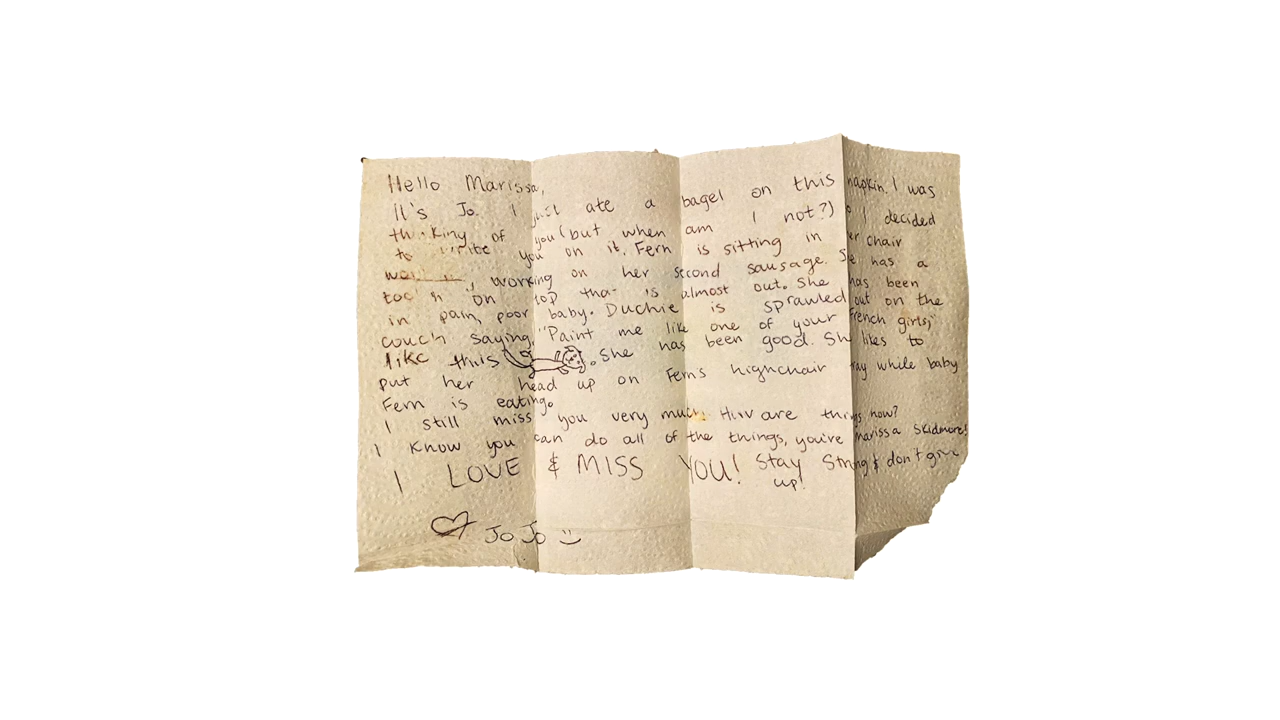 Hello Marissa,
It's Jo. I just ate a bagel on this napkin. I was
thinking of you (but when am I not?) so I decided
to write you on it. Fern is sitting in her chair
working on her second sausage. She has a
tooth on top that is almost out. She has been
in pain, poor baby. Duchie is sprawled out on the
couch saying "Paint me like one of your French girls,"
like this . She has been good. She likes to
put her head up on Ferns highchair tray while baby
Fern is eating.
I still miss you very much. How are things now?
I know you can do all of the things, you're Marissa Skidmore!
I LOVE & MISS YOU! Stay Strong & don't give
up!
♡ JoJo :)